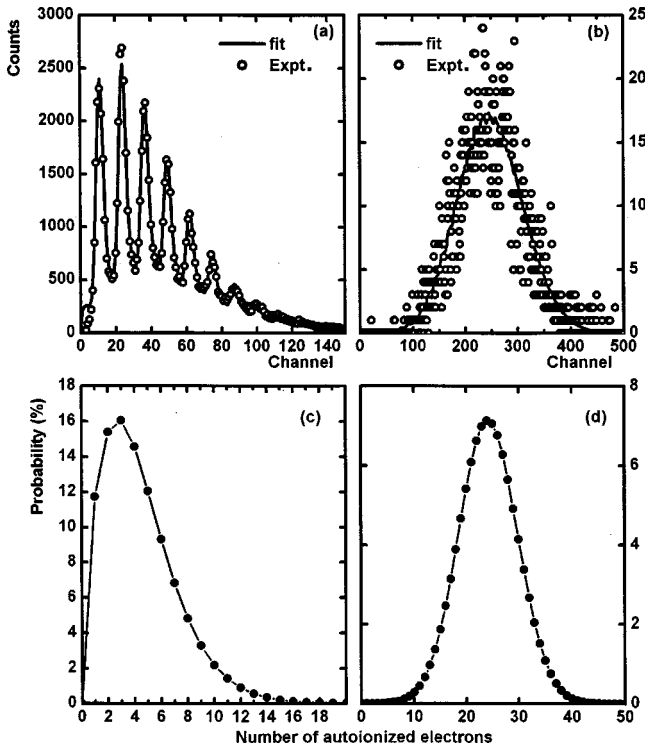 Counts
3000
2500
2000
1500
1000
500
0
0 20 40 60 80 100 120 140
Channel
fit
Expt.
(a)
25
20
15
10
5
0
0 100 200 300 400 500
Channel
fit
Expt.
(b)
Probability (%)
18
16
14
12
10
8
6
4
2
0
0 2 4 6 8 10 12 14 16 18
(c)
8
6
4
2
0
0 10 20 30 40 50
(d)
Number of autoionized electrons